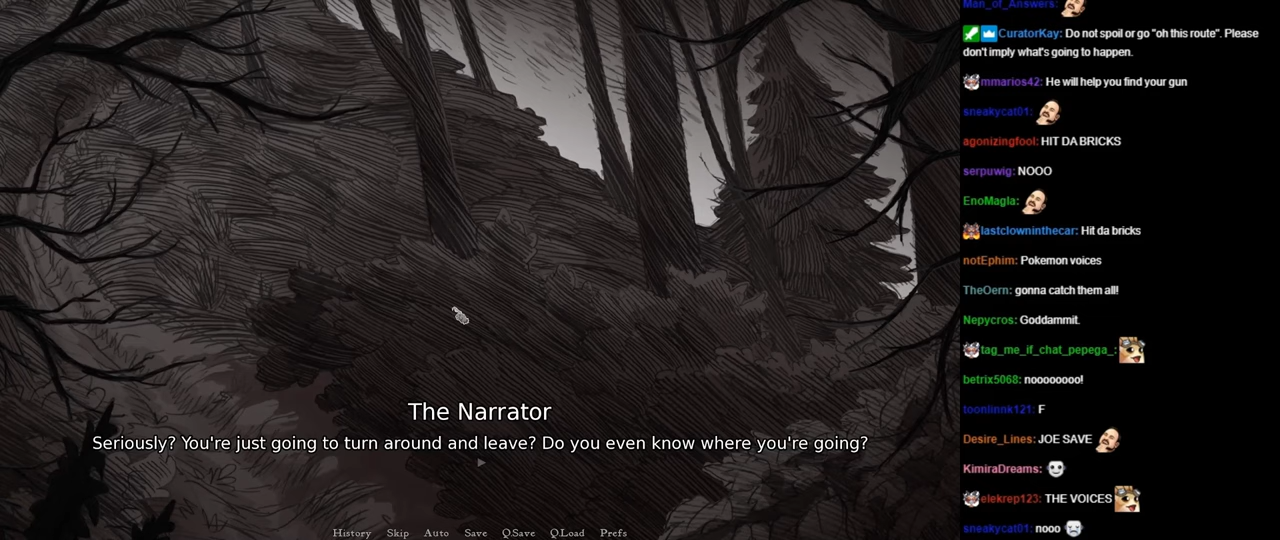 The Narrator
Seriously? You're just going to turn around and leave? Do you even know where you're going?
History Skip Auto Save Q.Save Q.Load Prefs
Man_of_Answers:
CuratorKay: Do not spoil or go "oh this route". Please
don't imply what's going to happen.
mmarios42: He will help you find your gun
sneakycat01:
agonizingfool: HIT DA BRICKS
serpuwig: NOOO
EnoMagla:
lastclowninthecar: Hit da bricks
notEphim: Pokemon voices
TheOern: gonna catch them all!
Nepycros: Goddammit.
tag_me_if_chat_pepega_:
betrix5068: noooooooo!
toonlinnk121: F
Desire_Lines: JOE SAVE
KimiraDreams:
elekrep123: THE VOICES
sneakycat01: nooo